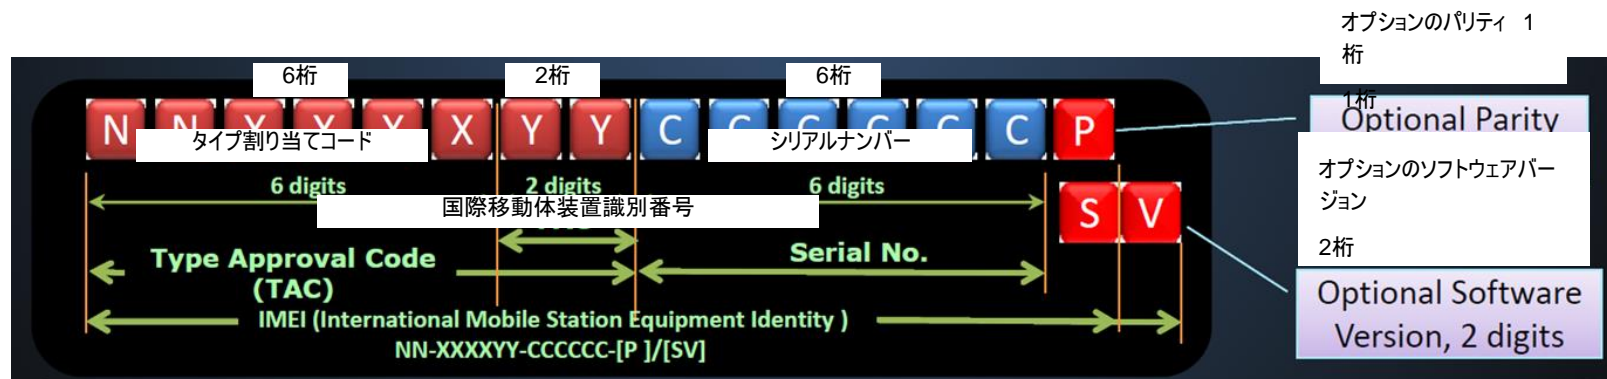 オプションのパリティ 1
桁
6桁
2桁
6桁
1桁
N N X X X X Y Y C C C C C C P
Optional Parity
タイプ割り当てコード
シリアルナンバー
オプションのソフトウェアバー
ジョン
2桁
6 digits
2 digits
6 digits
国際移動体装置識別番号
S V
Type Approval Code
(TAC)
Serial No.
IMEI (International Mobile Station Equipment Identity )
NN-XXXXYY-CCCCCC-[P ]/[SV]
Optional Software
Version, 2 digits